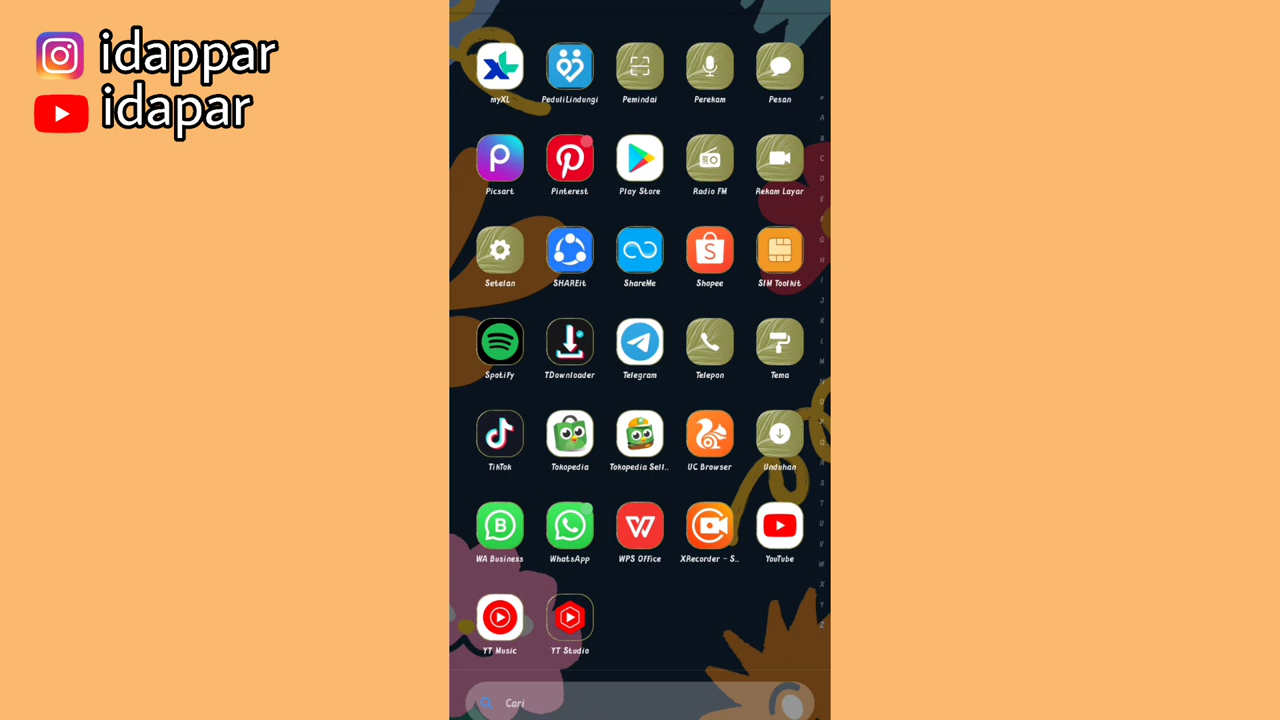 idappar
idapar
myXL PeduliLindungi Pemindai Perekam Pesan
Picsart Pinterest Play Store Radio FM Rekam Layar
Setelan SHAREit ShareMe Shopee SIM Toolkit
Spotify TDownloader Telegram Telepon Tema
TikTok Tokopedia Tokopedia Sell.. UC Browser Unduhan
WA Business WhatsApp WPS Office XRecorder - S.. YouTube
YT Music YT Studio
Cari